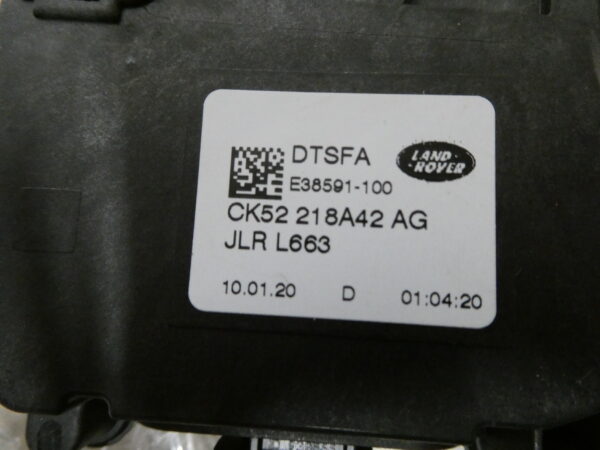 DTSFA
LAND
ROVER
E38591-100
CK52 218A42 AG
JLR L663
10.01.20 D 01:04:20